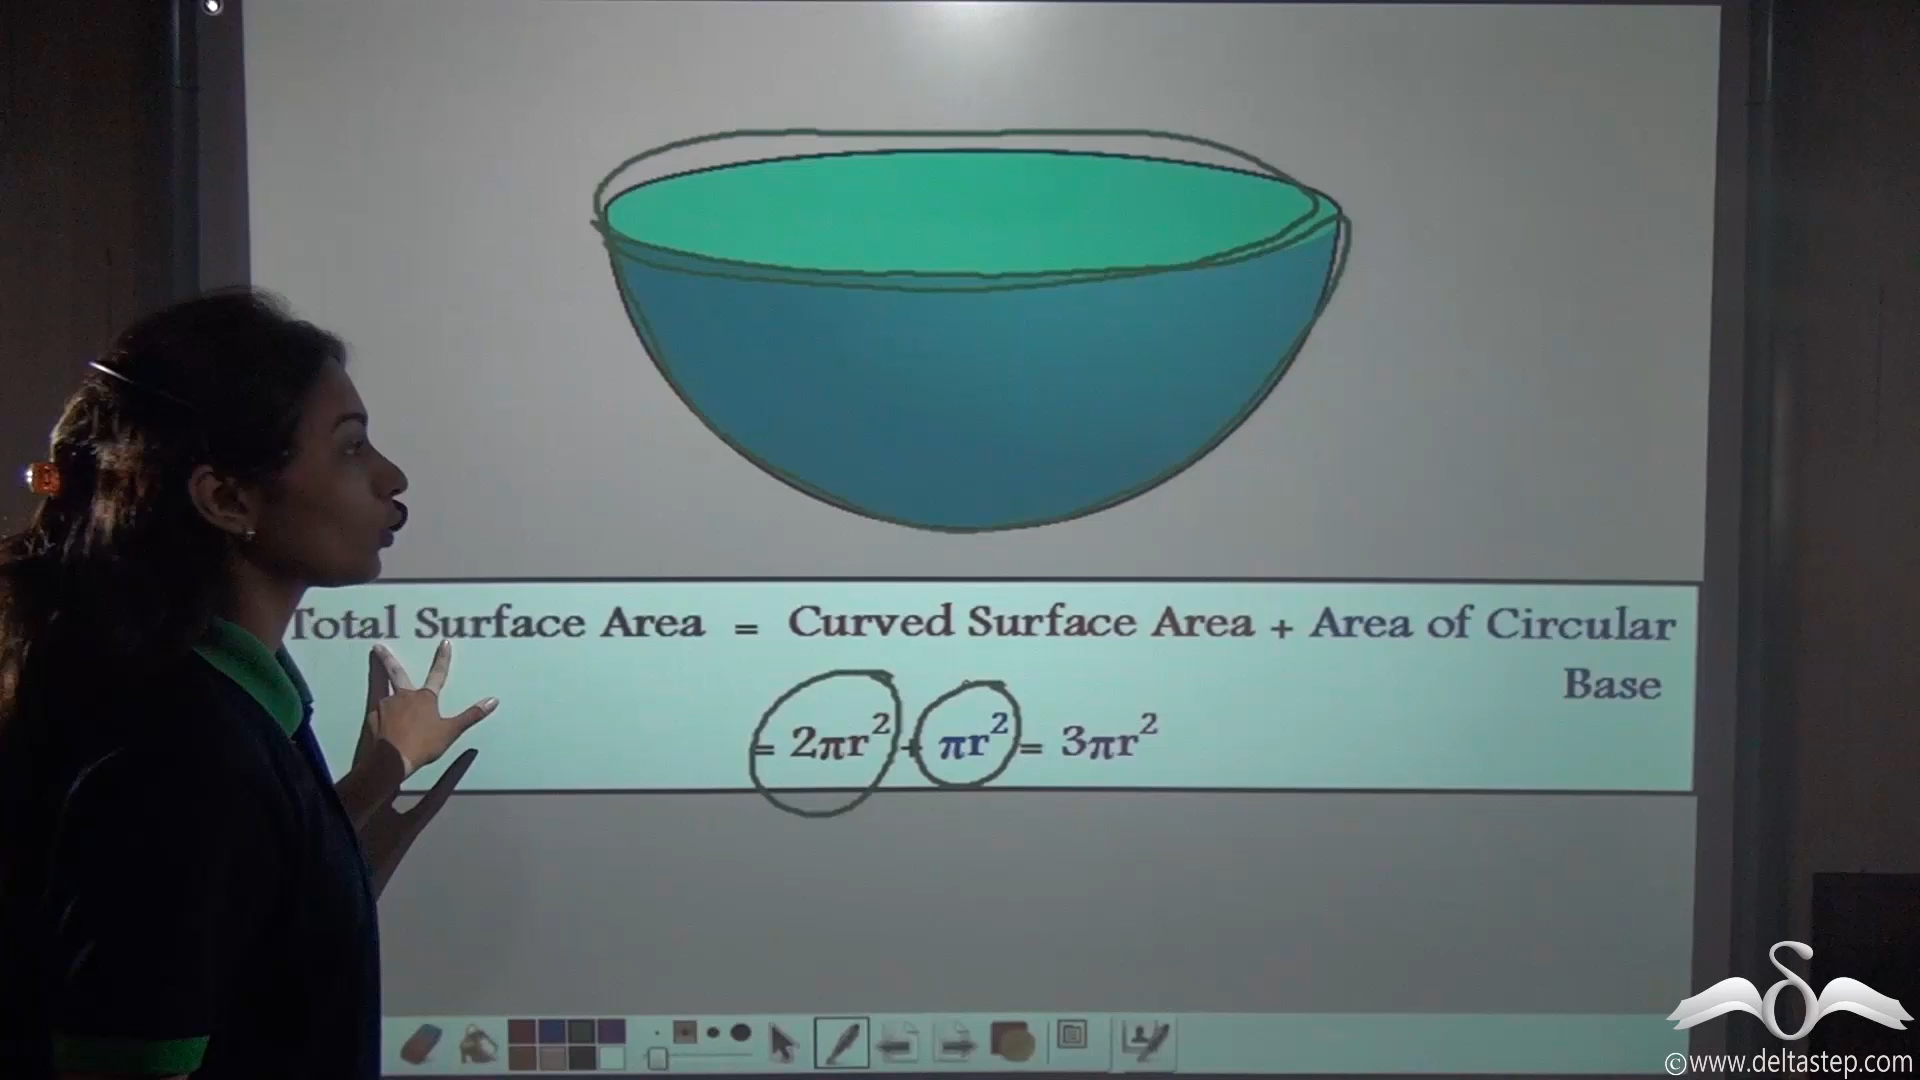 Total Surface Area = Curved Surface Area + Area of Circular
Base
= 2πr² + πr² = 3πr²
©www.deltastep.com